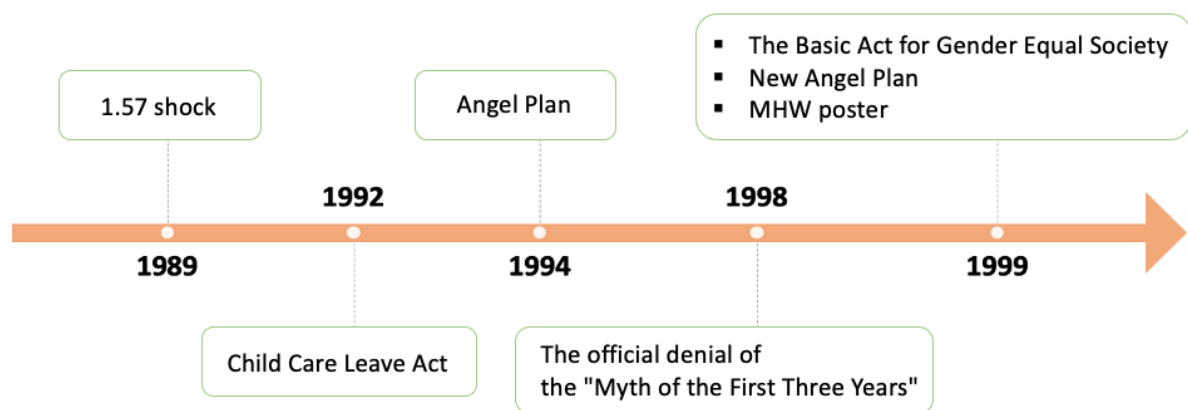 ▪ The Basic Act for Gender Equal Society
▪ New Angel Plan
▪ MHW poster
1.57 shock
Angel Plan
1992
1998
1989
1994
1999
Child Care Leave Act
The official denial of
the "Myth of the First Three Years"